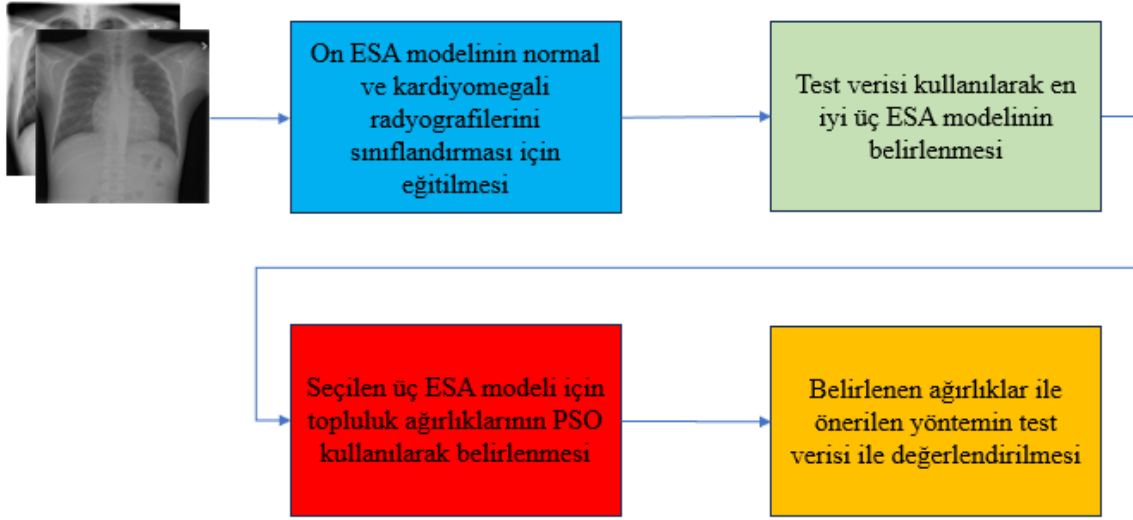 On ESA modelinin normal
ve kardiyomegali
radyografilerini
sınıflandırması için
eğitilmesi
Test verisi kullanılarak en
iyi üç ESA modelinin
belirlenmesi
Seçilen üç ESA modeli için
topluluk ağırlıklarının PSO
kullanılarak belirlenmesi
Belirlenen ağırlıklar ile
önerilen yöntemin test
verisi ile değerlendirilmesi